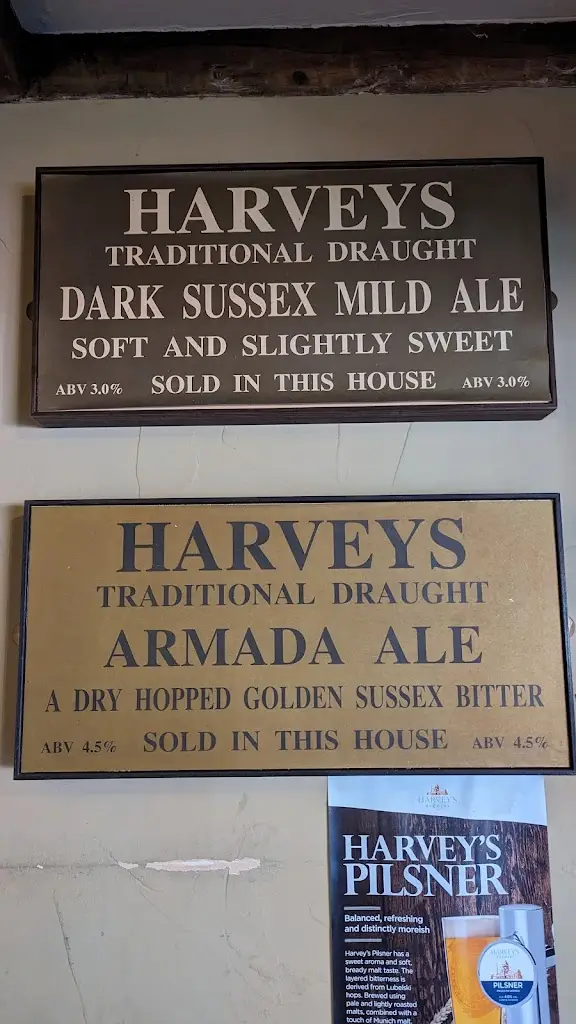 HARVEYS
TRADITIONAL DRAUGHT
DARK SUSSEX MILD ALE
SOFT AND SLIGHTLY SWEET
ABV 3.0% SOLD IN THIS HOUSE ABV 3.0%
HARVEYS
TRADITIONAL DRAUGHT
ARMADA ALE
A DRY HOPPED GOLDEN SUSSEX BITTER
ABV 4.5% SOLD IN THIS HOUSE ABV 4.5%
HARVEY'S
HARVEY'S
PILSNER
Balanced, refreshing
and distinctly moreish
Harvey's Pilsner has a
sweet aroma and soft,
bready malt taste. The
layered bitterness is
derived from Lubelski
hops. Brewed using
pale and lightly roasted
malts, combined with a
touch of Munich malt,
HARVEY'S
PILSNER